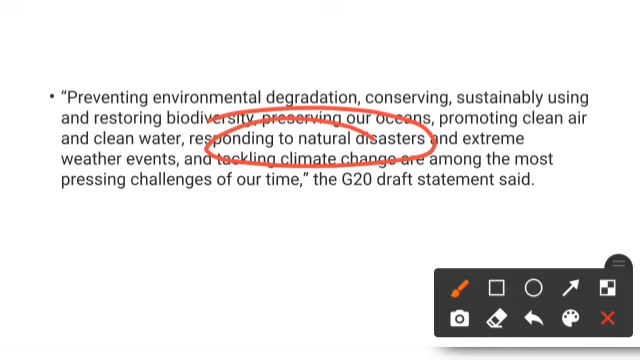 • “Preventing environmental degradation, conserving, sustainably using
and restoring biodiversity, preserving our oceans, promoting clean air
and clean water, responding to natural disasters and extreme
weather events, and tackling climate change are among the most
pressing challenges of our time,” the G20 draft statement said.